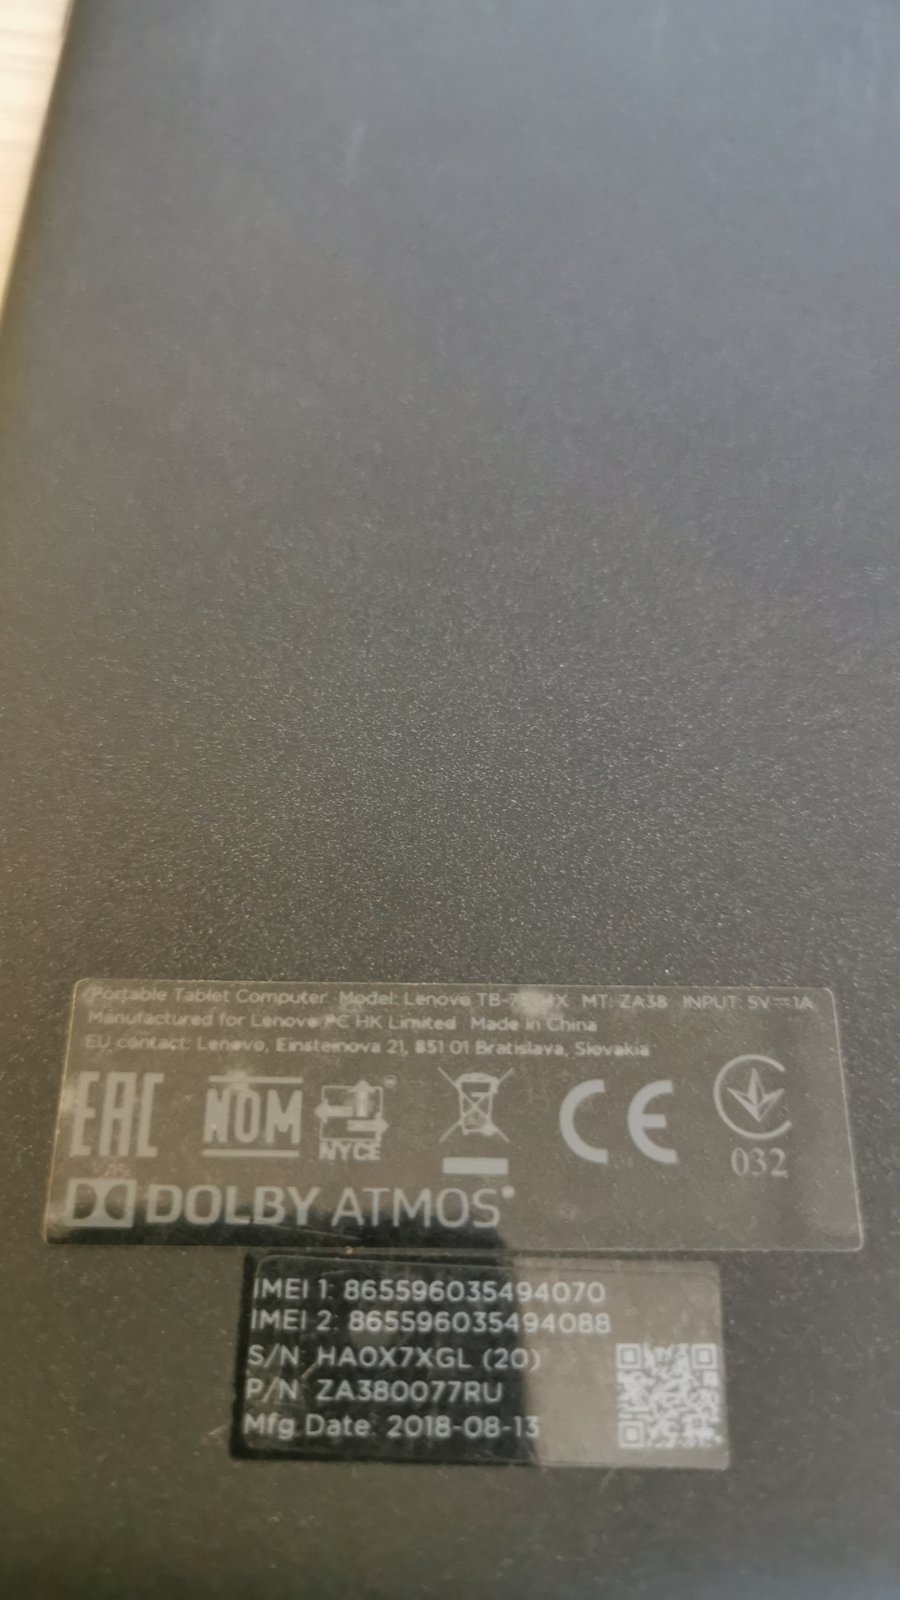 Portable Tablet Computer Model: Lenovo MT: ZA38 INPUT: 5V⎓1A
Manufactured for Lenovo PC HK Limited Made in China
EU contact: Lenovo, Einsteinova 21, 851 01 Bratislava, Slovakia
EAC NOM NYCE CE 032
DOLBY ATMOS®
IMEI 1: 865596035494070
IMEI 2: 865596035494088
S/N: HA0X7XGL (20)
P/N: ZA380077RU
Mfg Date: 2018-08-13